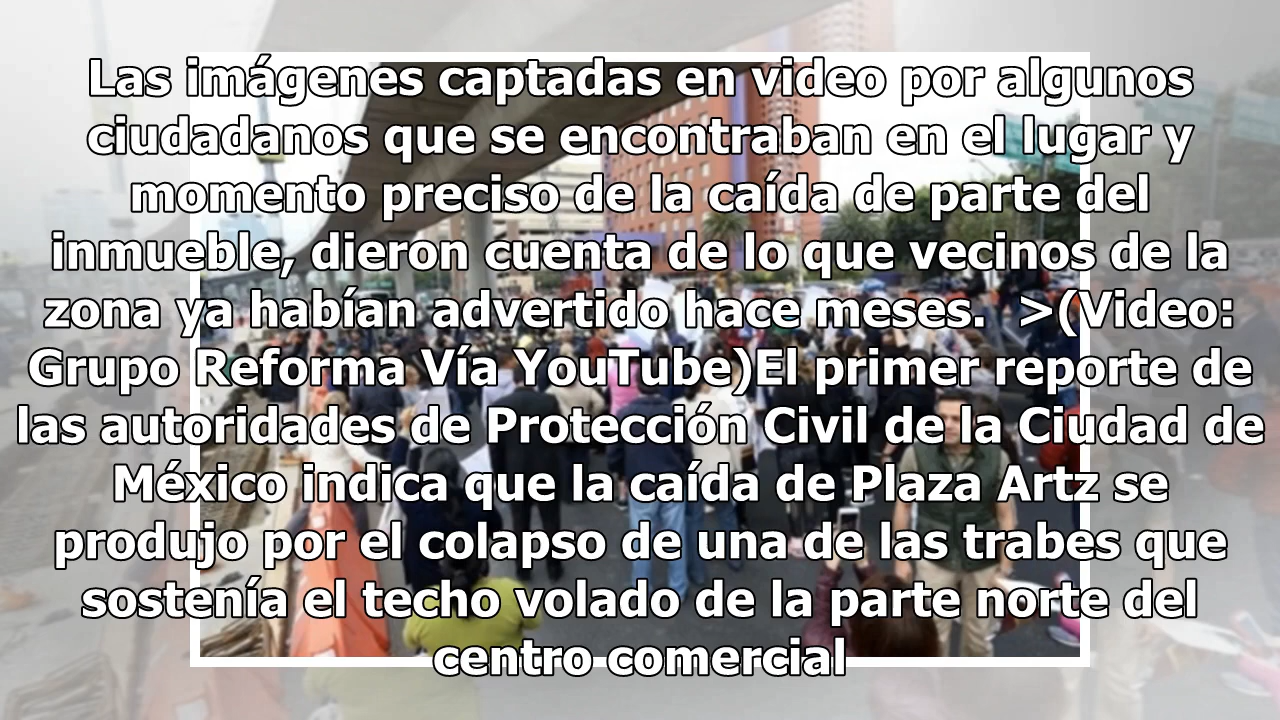 Las imágenes captadas en video por algunos
ciudadanos que se encontraban en el lugar y
momento preciso de la caída de parte del
inmueble, dieron cuenta de lo que vecinos de la
zona ya habían advertido hace meses.  >(Video:
Grupo Reforma Vía YouTube)El primer reporte de
las autoridades de Protección Civil de la Ciudad de
México indica que la caída de Plaza Artz se
produjo por el colapso de una de las trabes que
sostenía el techo volado de la parte norte del
centro comercial